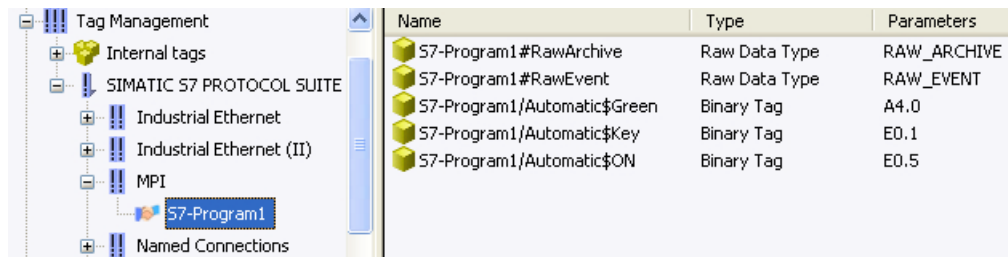 Tag Management
Internal tags
SIMATIC S7 PROTOCOL SUITE
Industrial Ethernet
Industrial Ethernet (II)
MPI
S7-Program1
Named Connections
Name Type Parameters
S7-Program1#RawArchive Raw Data Type RAW_ARCHIVE
S7-Program1#RawEvent Raw Data Type RAW_EVENT
S7-Program1/Automatic$Green Binary Tag A4.0
S7-Program1/Automatic$Key Binary Tag E0.1
S7-Program1/Automatic$ON Binary Tag E0.5